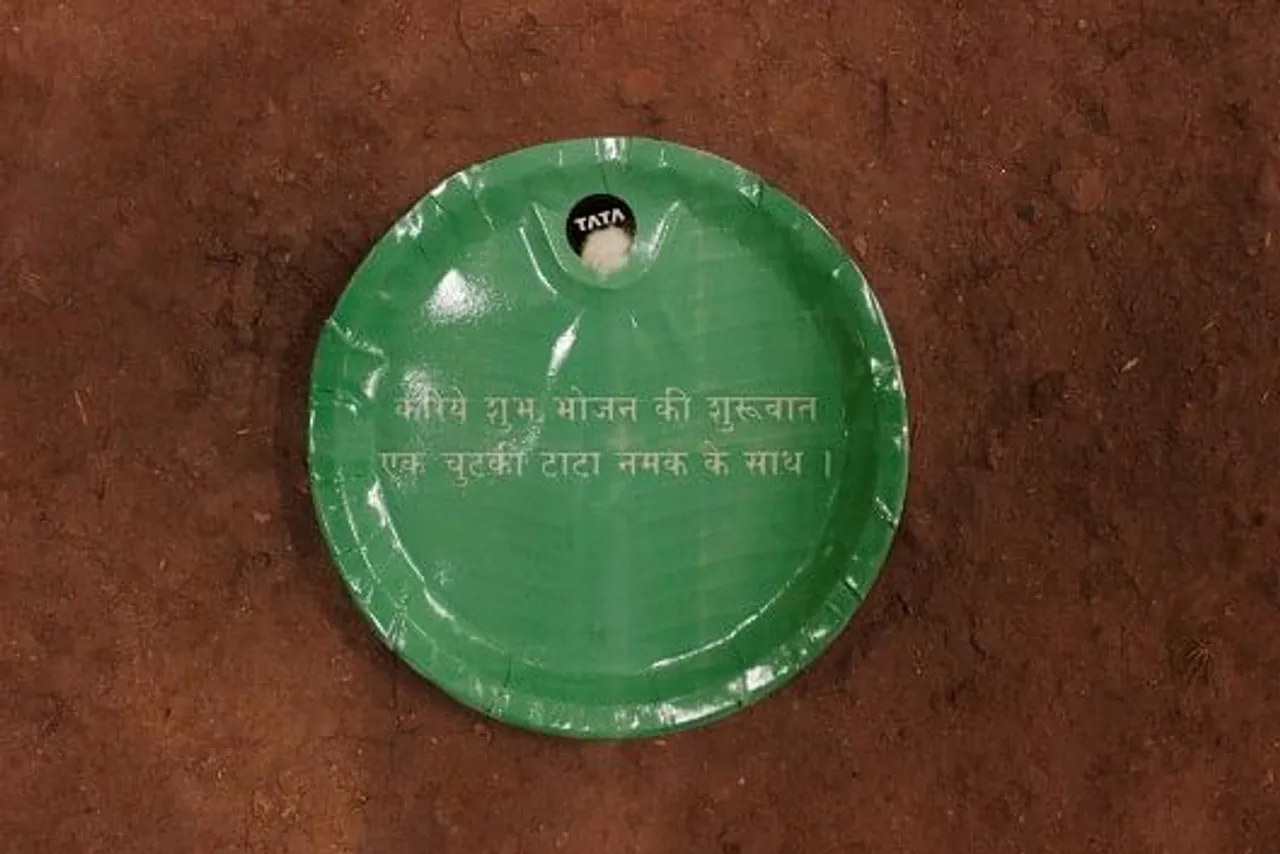 TATA
करिये शुभ भोजन की शुरूवात
एक चुटकी टाटा नमक के साथ ।